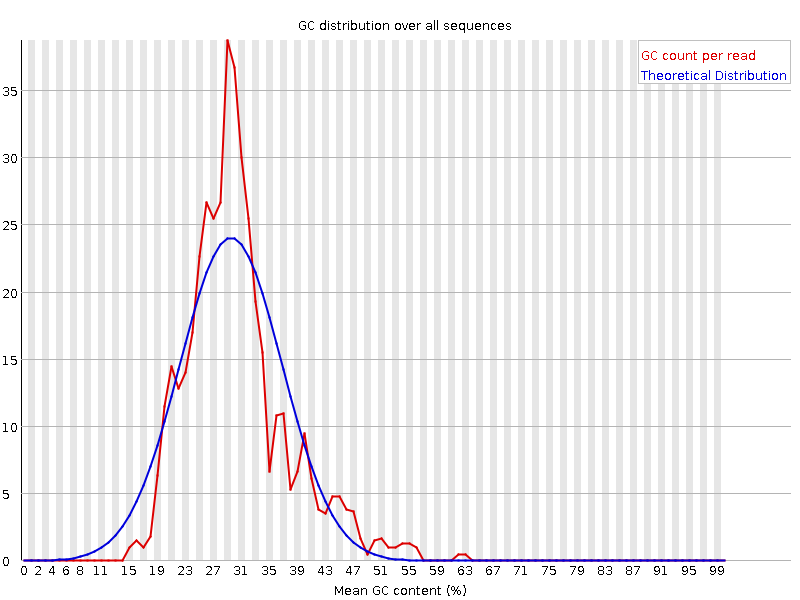 GC distribution over all sequences
GC count per read
Theoretical Distribution
35
30
25
20
15
10
5
0
0 2 4 6 8 11 15 19 23 27 31 35 39 43 47 51 55 59 63 67 71 75 79 83 87 91 95 99
Mean GC content (%)